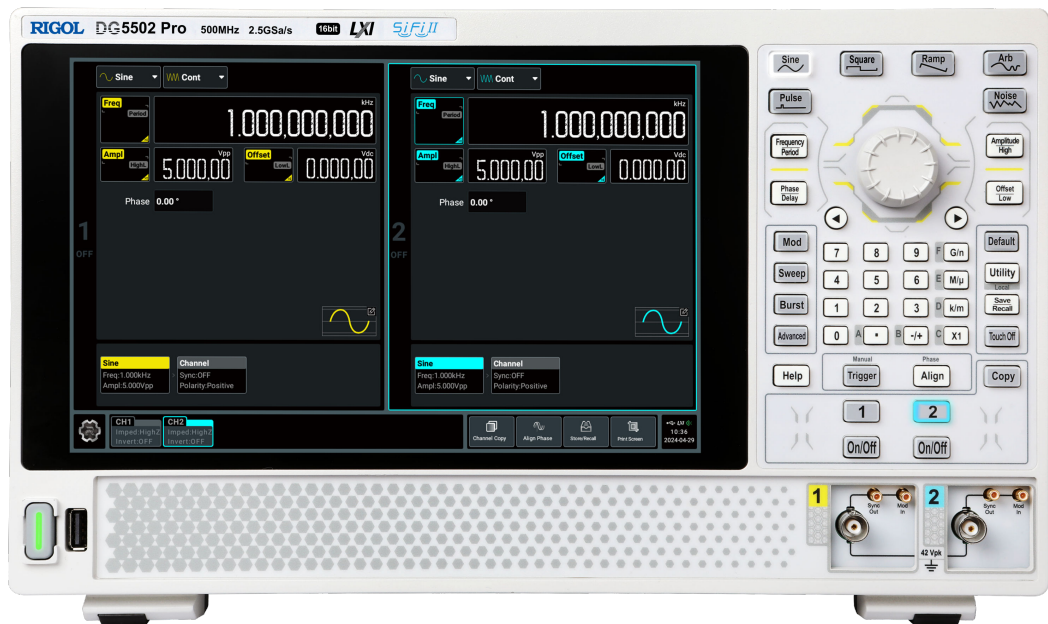 RIGOL DG5502 Pro 500MHz 2.5GSa/s 16bit LXI SiFi II
Sine Cont
Freq Period 1.000,000,000 kHz
Ampl HighL 5.000,00 Vpp Offset LowL 0.000,00 Vdc
Phase 0.00 °
1
OFF
Sine
Freq:1.000kHz
Ampl:5.000Vpp
>
Channel
Sync:OFF
Polarity:Positive
Sine Cont
Freq Period 1.000,000,000 kHz
Ampl HighL 5.000,00 Vpp Offset LowL 0.000,00 Vdc
Phase 0.00 °
2
OFF
Sine
Freq:1.000kHz
Ampl:5.000Vpp
>
Channel
Sync:OFF
Polarity:Positive
CH1
Imped:HighZ
Invert:OFF
CH2
Imped:HighZ
Invert:OFF
Channel Copy
Align Phase
Store/Recall
Print Screen
LXI
10:36
2024-04-29
Sine Square Ramp Arb
Pulse Noise
Frequency
Period
Amplitude
High
Phase
Delay
Offset
Low
Mod 7 8 9 F G/n Default
Sweep 4 5 6 E M/µ Utility
Local
Burst 1 2 3 D k/m Save
Recall
Advanced 0 A • B -/+ C X1 Touch Off
Manual Phase
Help Trigger Align Copy
1 2
On/Off On/Off
1
Sync
Out
Mod
In
2
Sync
Out
Mod
In
42 Vpk